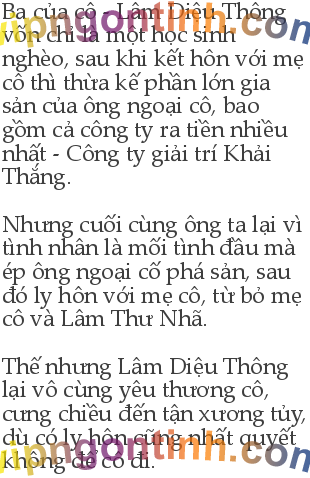 Ba của cô - Lâm Diệu Thông
vốn chỉ là một học sinh
nghèo, sau khi kết hôn với mẹ
cô thì thừa kế phần lớn gia
sản của ông ngoại cô, bao
gồm cả công ty ra tiền nhiều
nhất - Công ty giải trí Khải
Thắng.
Nhưng cuối cùng ông ta lại vì
tình nhân là mối tình đầu mà
ép ông ngoại cố phá sản, sau
đó ly hôn với mẹ cô, từ bỏ mẹ
cô và Lâm Thư Nhã.
Thế nhưng Lâm Diệu Thông
lại vô cùng yêu thương cô,
cưng chiều đến tận xương tủy,
dù có ly hôn cũng nhất quyết
không để cô đi.
vipngontinh.com
vipngontinh.com